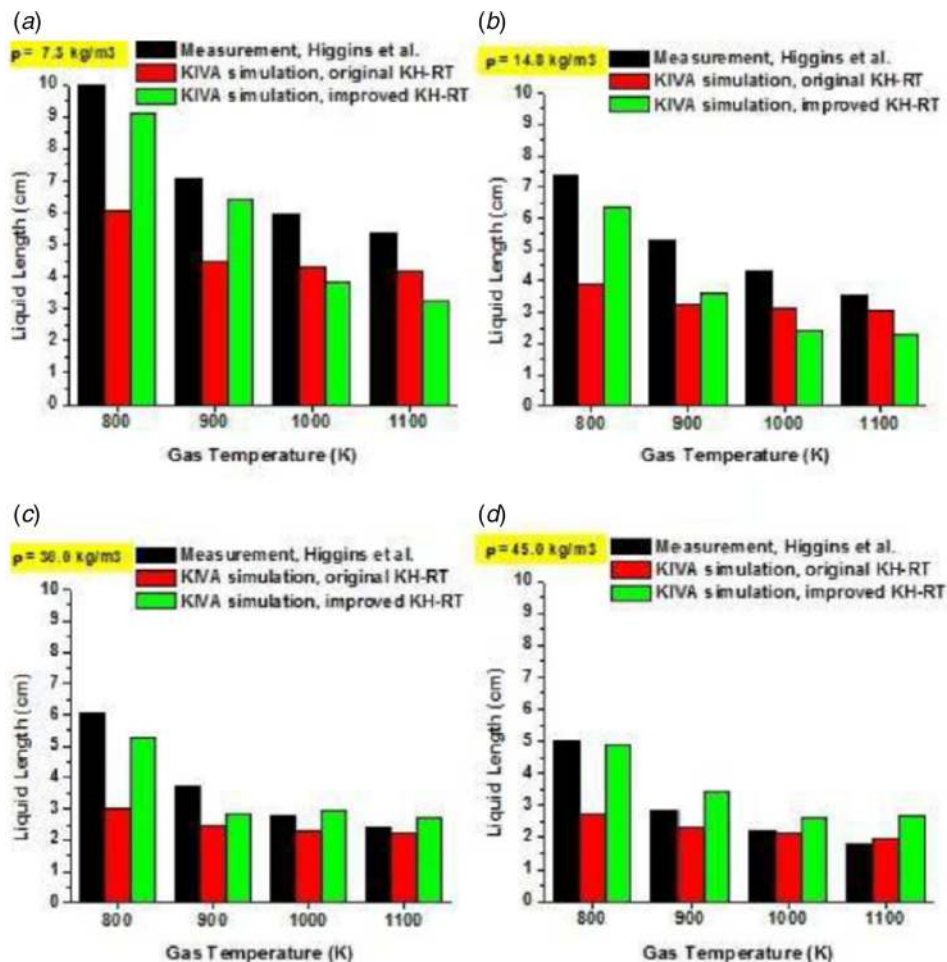 (a)
ρ = 7.3 kg/m3
Measurement, Higgins et al.
KIVA simulation, original KH-RT
KIVA simulation, improved KH-RT
10
9
8
7
6
5
4
3
2
1
0
Liquid Length (cm)
800 900 1000 1100
Gas Temperature (K)
(b)
ρ = 14.8 kg/m3
Measurement, Higgins et al.
KIVA simulation, original KH-RT
KIVA simulation, improved KH-RT
10
9
8
7
6
5
4
3
2
1
0
Liquid Length (cm)
800 900 1000 1100
Gas Temperature (K)
(c)
ρ = 30.0 kg/m3
Measurement, Higgins et al.
KIVA simulation, original KH-RT
KIVA simulation, improved KH-RT
10
9
8
7
6
5
4
3
2
1
0
Liquid Length (cm)
800 900 1000 1100
Gas Temperature (K)
(d)
ρ = 45.0 kg/m3
Measurement, Higgins et al.
KIVA simulation, original KH-RT
KIVA simulation, improved KH-RT
10
9
8
7
6
5
4
3
2
1
0
Liquid Length (cm)
800 900 1000 1100
Gas Temperature (K)